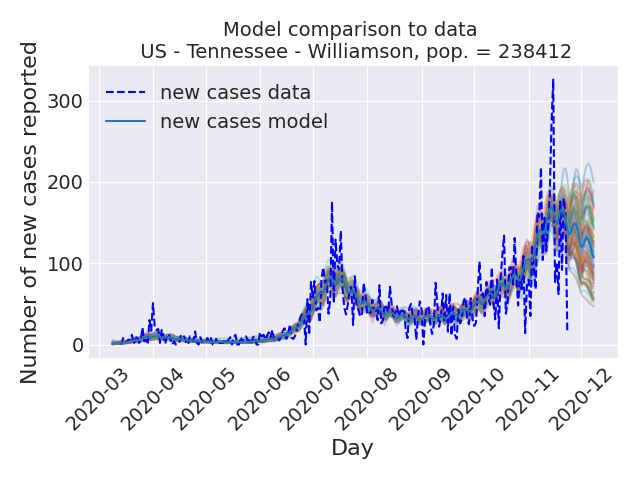 Model comparison to data
US - Tennessee - Williamson, pop. = 238412
Number of new cases reported
300
200
100
0
new cases data
new cases model
2020-03
2020-04
2020-05
2020-06
2020-07
2020-08
2020-09
2020-10
2020-11
2020-12
Day